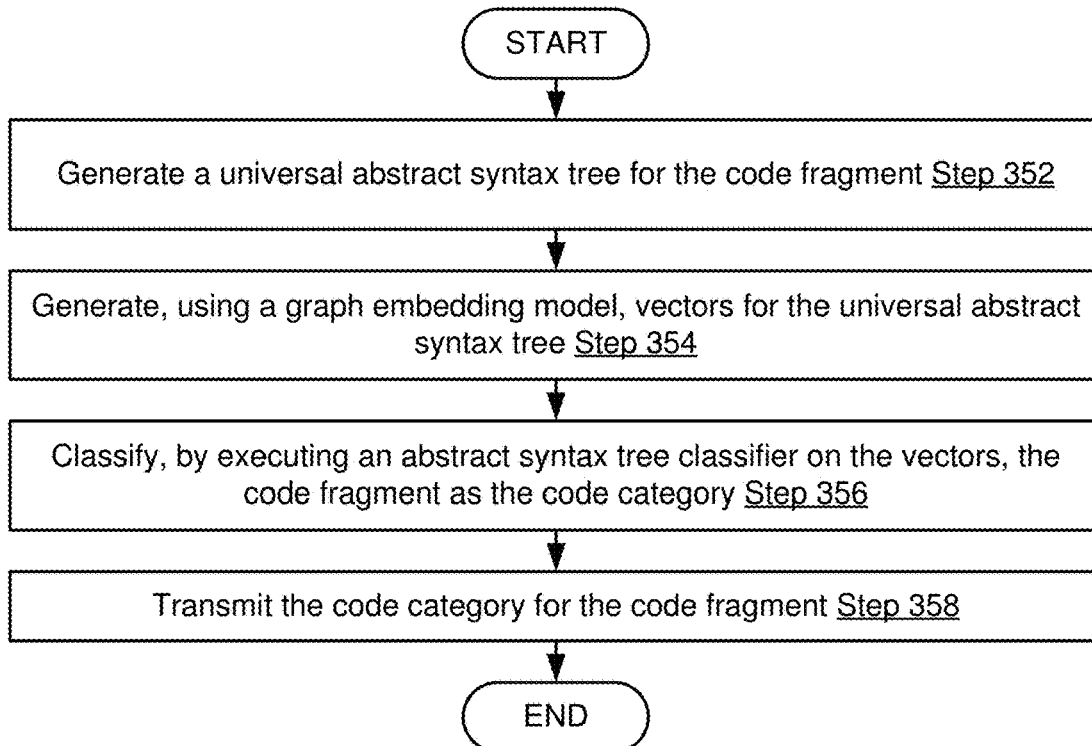 START
Generate a universal abstract syntax tree for the code fragment Step 352
Generate, using a graph embedding model, vectors for the universal abstract
syntax tree Step 354
Classify, by executing an abstract syntax tree classifier on the vectors, the
code fragment as the code category Step 356
Transmit the code category for the code fragment Step 358
END